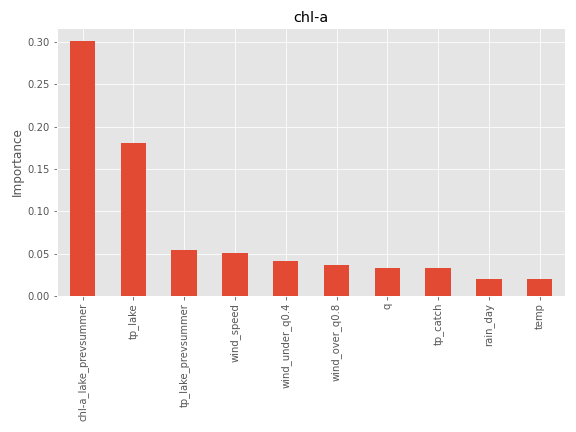 chl-a
Importance
0.30
0.25
0.20
0.15
0.10
0.05
0.00
chl-a_lake_prevsummer
tp_lake
tp_lake_prevsummer
wind_speed
wind_under_q0.4
wind_over_q0.8
q
tp_catch
rain_day
temp